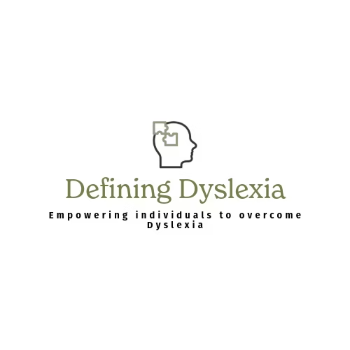 Defining Dyslexia
Empowering individuals to overcome
Dyslexia